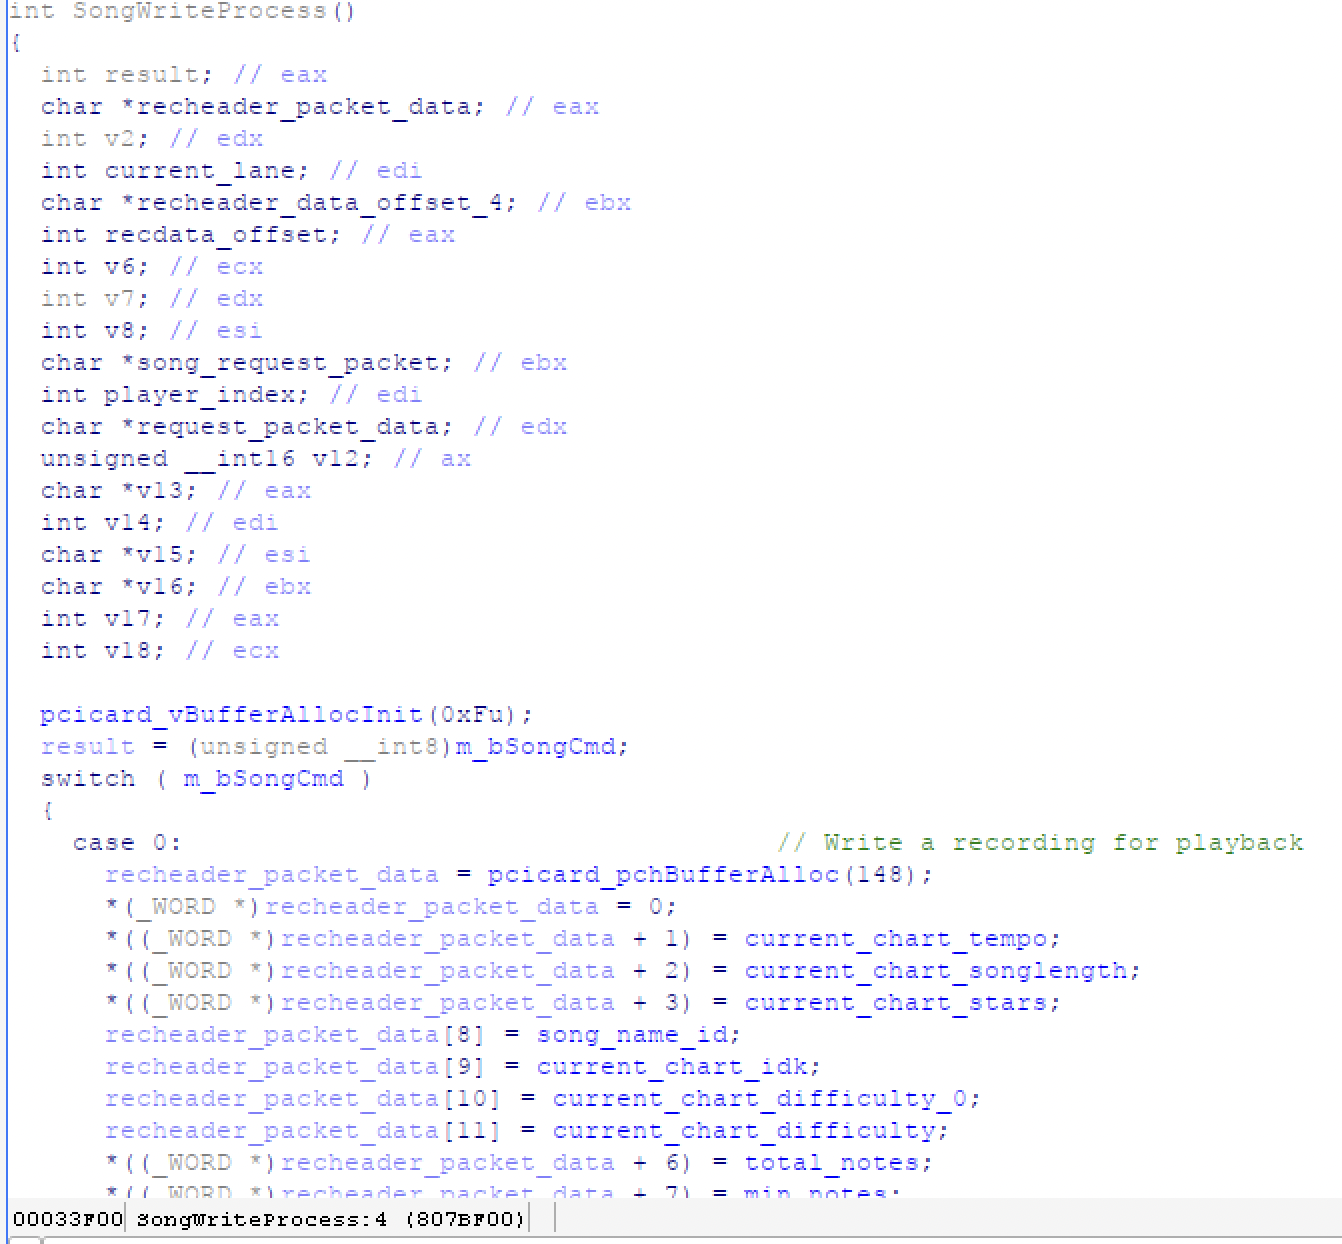 int SongWriteProcess()
{
  int result; // eax
  char *recheader_packet_data; // eax
  int v2; // edx
  int current_lane; // edi
  char *recheader_data_offset_4; // ebx
  int recdata_offset; // eax
  int v6; // ecx
  int v7; // edx
  int v8; // esi
  char *song_request_packet; // ebx
  int player_index; // edi
  char *request_packet_data; // edx
  unsigned __int16 v12; // ax
  char *v13; // eax
  int v14; // edi
  char *v15; // esi
  char *v16; // ebx
  int v17; // eax
  int v18; // ecx
  pcicard_vBufferAllocInit(0xFu);
  result = (unsigned __int8)m_bSongCmd;
  switch ( m_bSongCmd )
  {
    case 0:                                     // Write a recording for playback
      recheader_packet_data = pcicard_pchBufferAlloc(148);
      *(_WORD *)recheader_packet_data = 0;
      *((_WORD *)recheader_packet_data + 1) = current_chart_tempo;
      *((_WORD *)recheader_packet_data + 2) = current_chart_songlength;
      *((_WORD *)recheader_packet_data + 3) = current_chart_stars;
      recheader_packet_data[8] = song_name_id;
      recheader_packet_data[9] = current_chart_idk;
      recheader_packet_data[10] = current_chart_difficulty_0;
      recheader_packet_data[11] = current_chart_difficulty;
      *((_WORD *)recheader_packet_data + 6) = total_notes;
      *((_WORD *)recheader_packet_data + 7) = min_notes;
00033F00 SongWriteProcess:4 (807BF00)